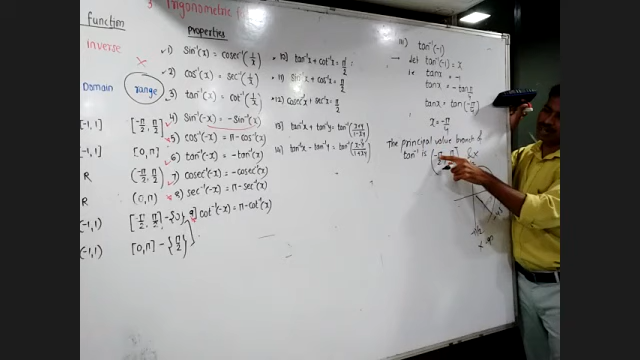 3 Trigonometric
function
Properties
inverse
Domain
range
[-1,1] [-π/2, π/2]
[-1,1] [0,π]
R (-π/2, π/2)
R (0,π)
[-π/2, π/2] - {0}
(-1,1) [0,π] - {π/2}
1) sin⁻¹(x) = cosec⁻¹(1/x)
2) cos⁻¹(x) = sec⁻¹(1/x)
3) tan⁻¹(x) = cot⁻¹(1/x)
4) sin⁻¹(-x) = -sin⁻¹(x)
5) cos⁻¹(-x) = π-cos⁻¹(x)
6) tan⁻¹(-x) = -tan⁻¹(x)
7) cosec⁻¹(-x) = -cosec⁻¹(x)
8) sec⁻¹(-x) = π-sec⁻¹(x)
9) cot⁻¹(-x) = π-cot⁻¹(x)
10) tan⁻¹x + cot⁻¹x = π/2
11) sin⁻¹x + cos⁻¹x = π/2
12) cosec⁻¹x + sec⁻¹x = π/2
13) tan⁻¹x + tan⁻¹y = tan⁻¹(x+y/1-xy)
14) tan⁻¹x - tan⁻¹y = tan⁻¹(x-y/1+xy)
iii) tan⁻¹(-1)
→ let tan⁻¹(-1) = x
tanx = -1
tanx = -tan π/4
tanx = tan(-π/4)
x = -π/4
The principal value branch of
tan⁻¹ is (-π/2, π/2)